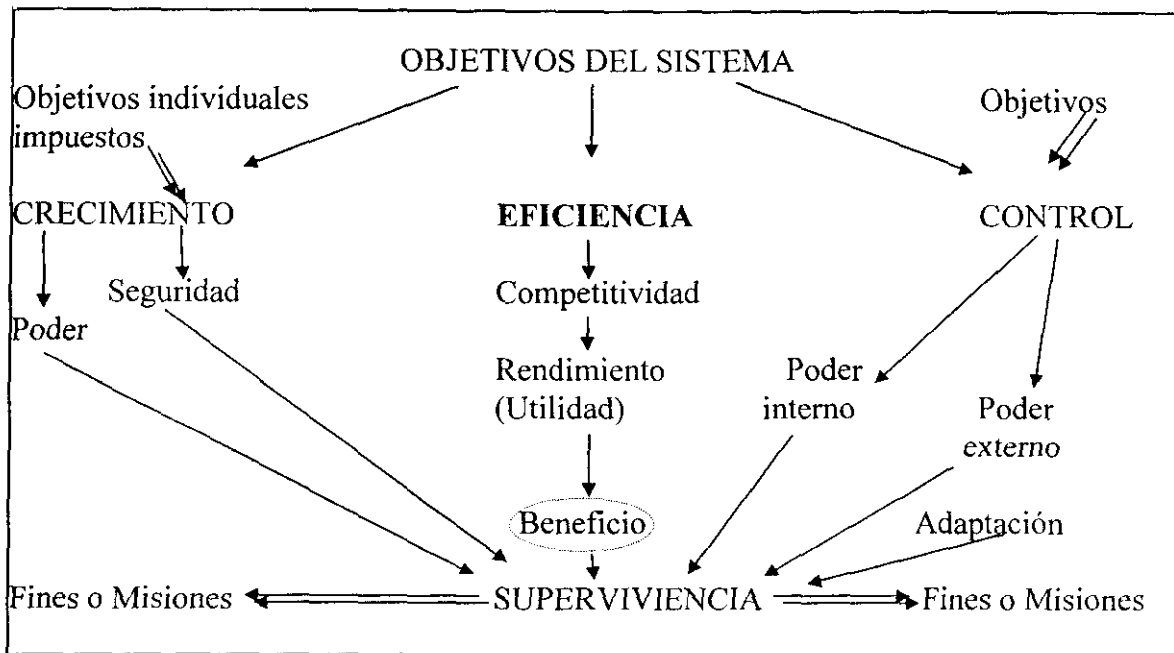 OBJETIVOS DEL SISTEMA
Objetivos individuales
impuestos
Objetivos
CRECIMIENTO
EFICIENCIA
CONTROL
Seguridad
Competitividad
Poder
Rendimiento
(Utilidad)
Poder
interno
Poder
externo
Beneficio
Adaptación
Fines o Misiones
SUPERVIVIENCIA
Fines o Misiones